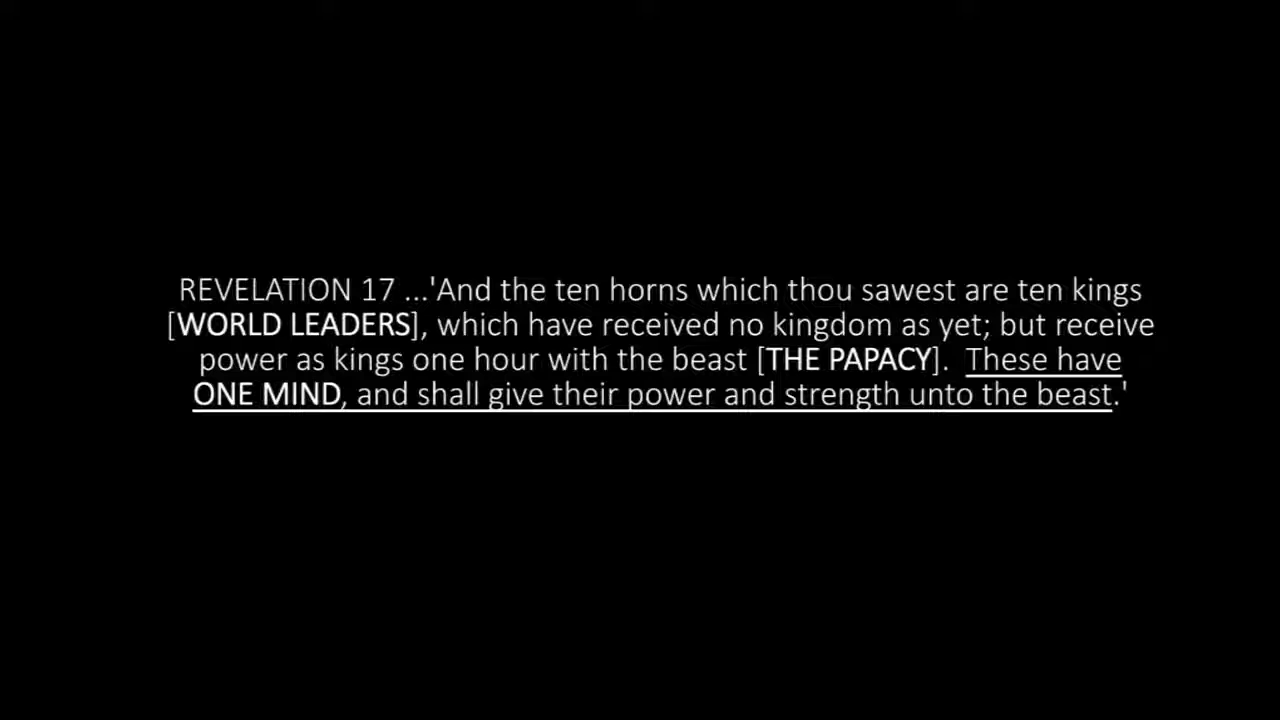 REVELATION 17 ...'And the ten horns which thou sawest are ten kings
[WORLD LEADERS], which have received no kingdom as yet; but receive
power as kings one hour with the beast [THE PAPACY].  These have
ONE MIND, and shall give their power and strength unto the beast.'